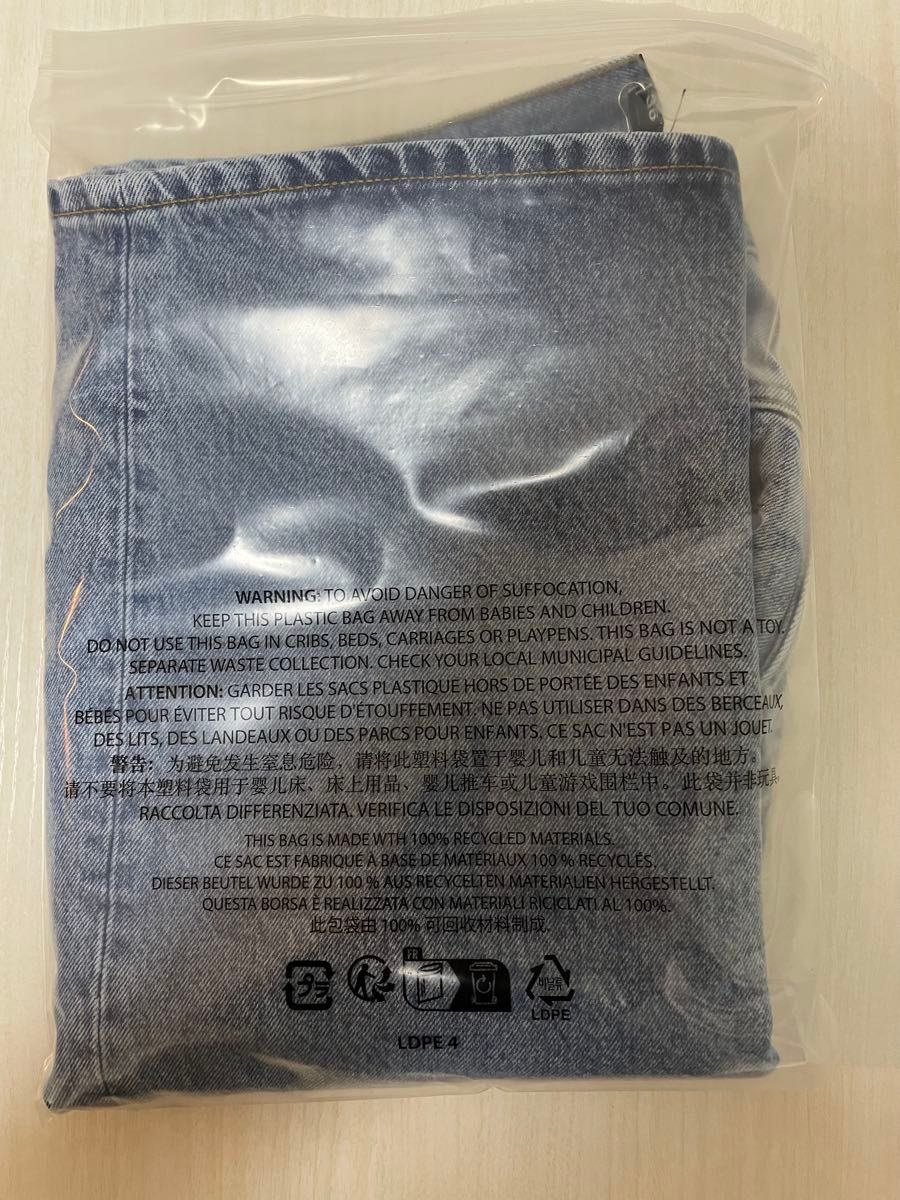 WARNING: TO AVOID DANGER OF SUFFOCATION,
KEEP THIS PLASTIC BAG AWAY FROM BABIES AND CHILDREN.
DO NOT USE THIS BAG IN CRIBS, BEDS, CARRIAGES OR PLAYPENS. THIS BAG IS NOT A TOY.
SEPARATE WASTE COLLECTION. CHECK YOUR LOCAL MUNICIPAL GUIDELINES.
ATTENTION: GARDER LES SACS PLASTIQUE HORS DE PORTÉE DES ENFANTS ET
BÉBÉS POUR ÉVITER TOUT RISQUE D'ÉTOUFFEMENT. NE PAS UTILISER DANS DES BERCEAUX,
DES LITS, DES LANDEAUX OU DES PARCS POUR ENFANTS. CE SAC N'EST PAS UN JOUET.
警告: 为避免发生窒息危险，请将此塑料袋置于婴儿和儿童无法触及的地方。
请不要将本塑料袋用于婴儿床、床上用品、婴儿推车或儿童游戏围栏中。此袋并非玩具
RACCOLTA DIFFERENZIATA. VERIFICA LE DISPOSIZIONI DEL TUO COMUNE.
THIS BAG IS MADE WTH 100% RECYCLED MATERIALS.
CE SAC EST FABRIQUÉ À BASE DE MATÉRIAUX 100 % RECYCLÉS.
DIESER BEUTEL WURDE ZU 100 % AUS RECYCELTEN MATERIALIEN HERGESTELLT.
QUESTA BORSA È REALIZZATA CON MATERIALI RICICLATI AL 100%.
此包袋由 100% 可回收材料制成.
プラ
FR
비닐류
LDPE
LDPE 4